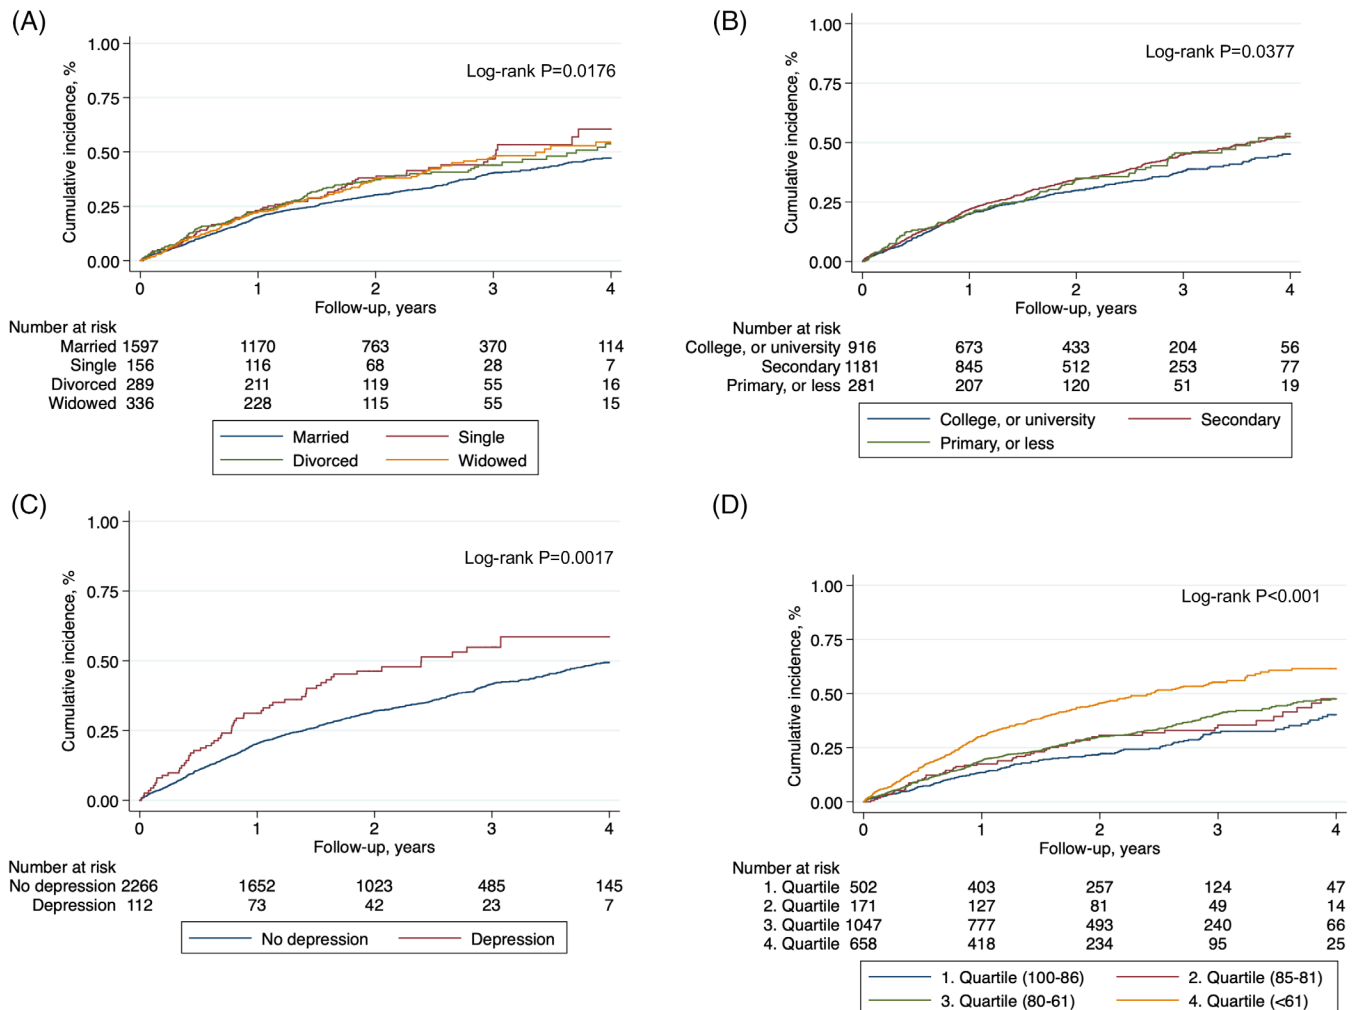 (A)
1.00
0.75
0.50
0.25
0.00
Cumulative incidence, %
Log-rank P=0.0176
0 1 2 3 4
Follow-up, years
Number at risk
Married 1597 1170 763 370 114
Single 156 116 68 28 7
Divorced 289 211 119 55 16
Widowed 336 228 115 55 15
Married Single
Divorced Widowed
(B)
1.00
0.75
0.50
0.25
0.00
Cumulative incidence, %
Log-rank P=0.0377
0 1 2 3 4
Follow-up, years
Number at risk
College, or university 916 673 433 204 56
Secondary 1181 845 512 253 77
Primary, or less 281 207 120 51 19
College, or university Secondary
Primary, or less
(C)
1.00
0.75
0.50
0.25
0.00
Cumulative incidence, %
Log-rank P=0.0017
0 1 2 3 4
Follow-up, years
Number at risk
No depression 2266 1652 1023 485 145
Depression 112 73 42 23 7
No depression Depression
(D)
1.00
0.75
0.50
0.25
0.00
Cumulative incidence, %
Log-rank P<0.001
0 1 2 3 4
Follow-up, years
Number at risk
1. Quartile 502 403 257 124 47
2. Quartile 171 127 81 49 14
3. Quartile 1047 777 493 240 66
4. Quartile 658 418 234 95 25
1. Quartile (100-86) 2. Quartile (85-81)
3. Quartile (80-61) 4. Quartile (<61)